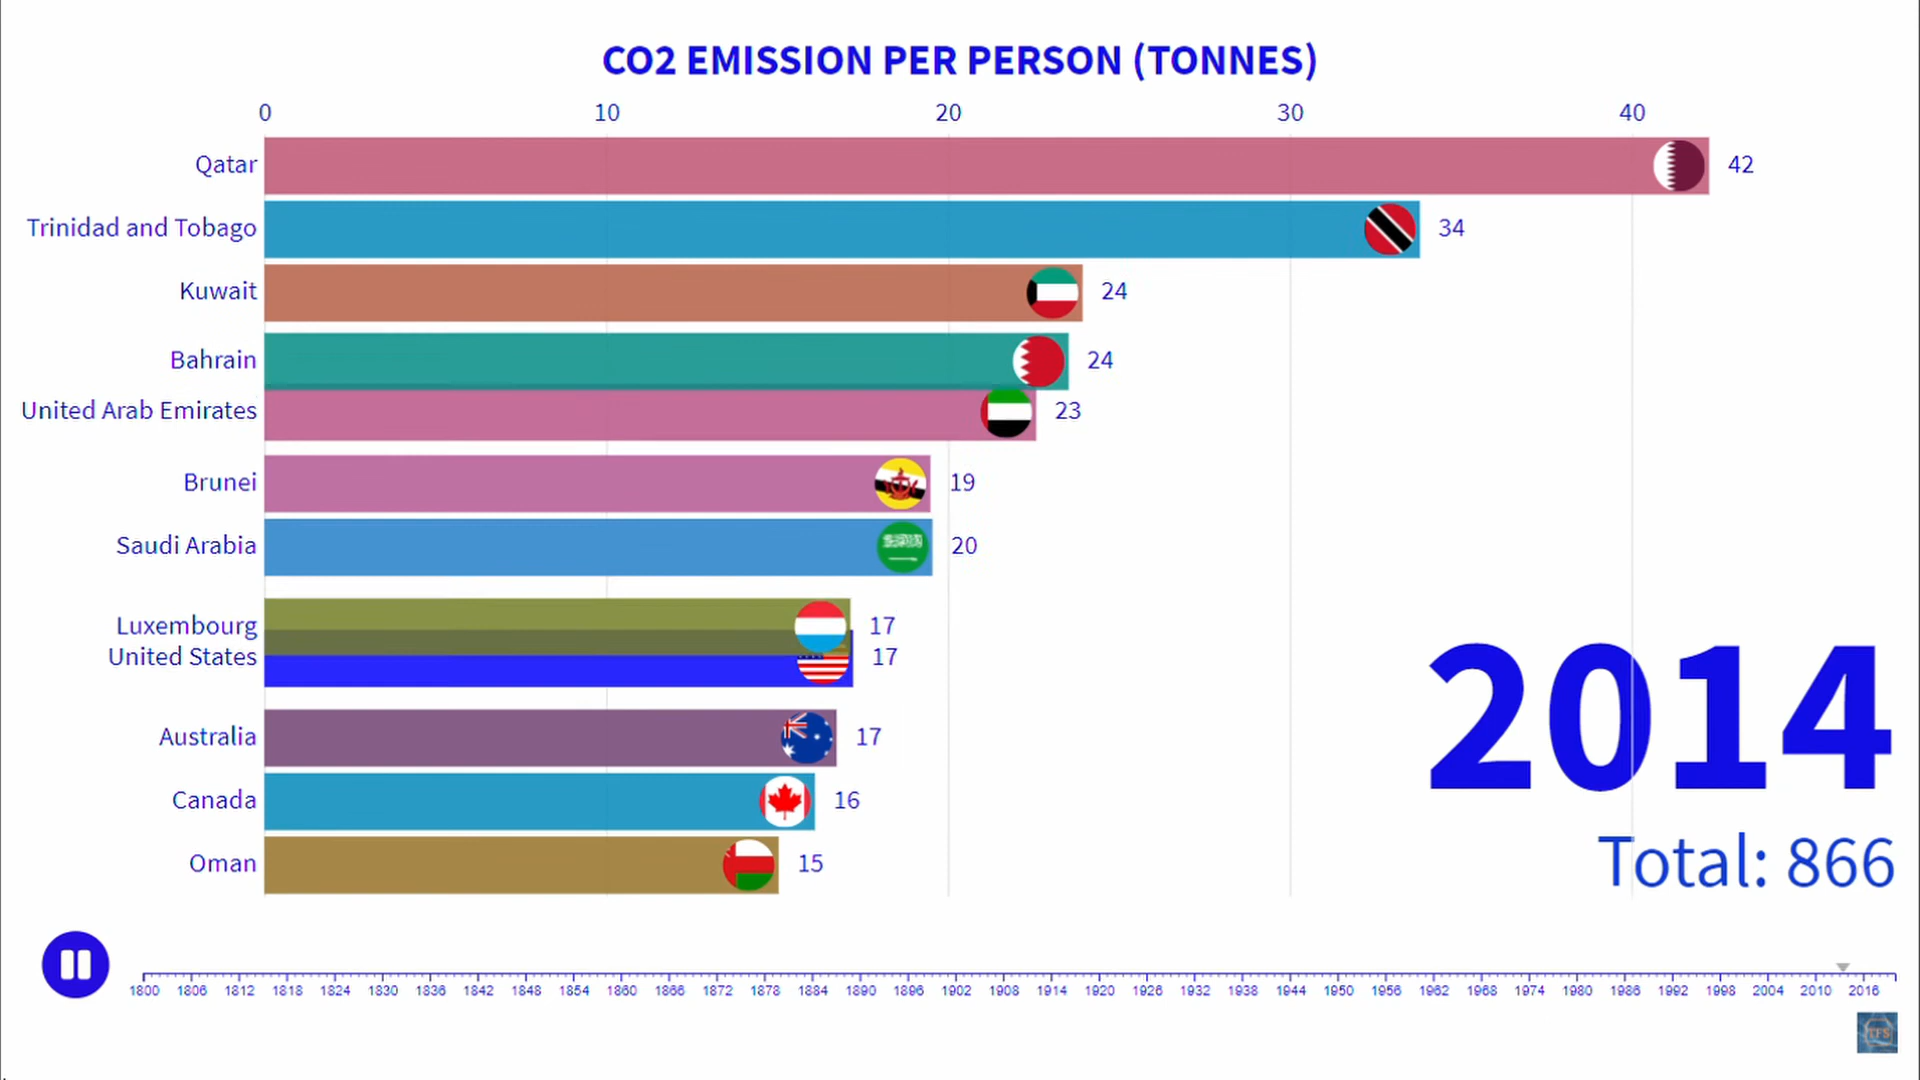 CO2 EMISSION PER PERSON (TONNES)
0 10 20 30 40
Qatar 42
Trinidad and Tobago 34
Kuwait 24
Bahrain 24
United Arab Emirates 23
Brunei 19
Saudi Arabia 20
Luxembourg 17
United States 17
Australia 17
Canada 16
Oman 15
2014
Total: 866
1800 1806 1812 1818 1824 1830 1836 1842 1848 1854 1860 1866 1872 1878 1884 1890 1896 1902 1908 1914 1920 1926 1932 1938 1944 1950 1956 1962 1968 1974 1980 1986 1992 1998 2004 2010 2016
TFS